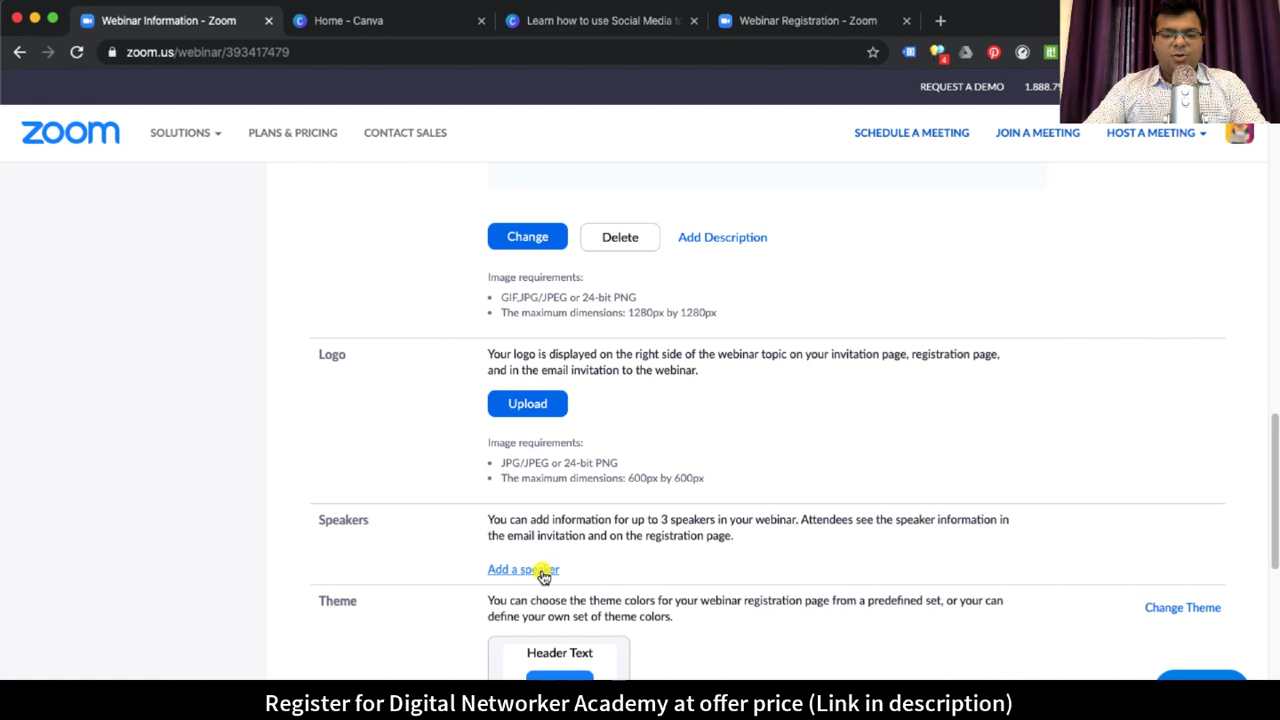 Webinar Information - Zoom
Home - Canva
Learn how to use Social Media to
Webinar Registration - Zoom
zoom.us/webinar/393417479
4
it!
REQUEST A DEMO
1.888.79
zoom
SOLUTIONS
PLANS & PRICING
CONTACT SALES
SCHEDULE A MEETING
JOIN A MEETING
HOST A MEETING
Change
Delete
Add Description
Image requirements:
• GIF,JPG/JPEG or 24-bit PNG
• The maximum dimensions: 1280px by 1280px
Logo
Your logo is displayed on the right side of the webinar topic on your invitation page, registration page,
and in the email invitation to the webinar.
Upload
Image requirements:
• JPG/JPEG or 24-bit PNG
• The maximum dimensions: 600px by 600px
Speakers
You can add information for up to 3 speakers in your webinar. Attendees see the speaker information in
the email invitation and on the registration page.
Add a speaker
Theme
You can choose the theme colors for your webinar registration page from a predefined set, or your can
define your own set of theme colors.
Change Theme
Header Text
Register for Digital Networker Academy at offer price (Link in description)